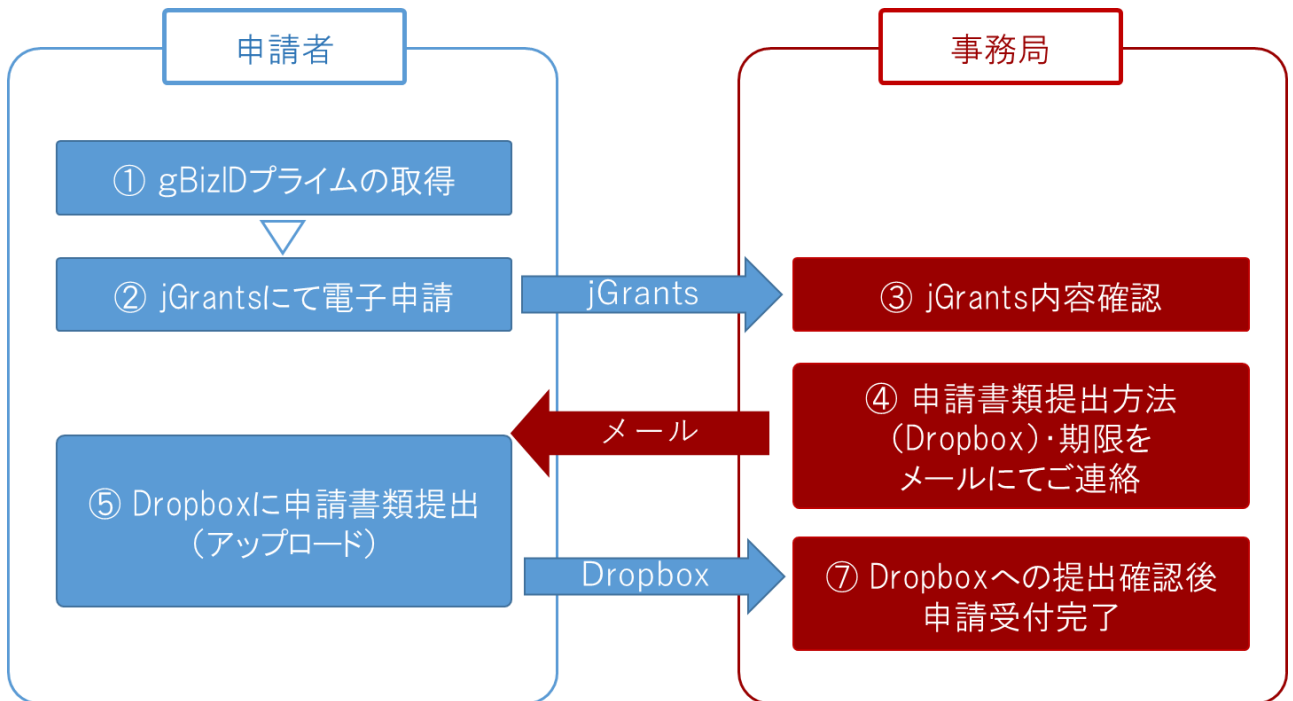 申請者
事務局
① gBizIDプライムの取得
② jGrantsにて電子申請
jGrants
③ jGrants内容確認
④ 申請書類提出方法
（Dropbox）・期限を
メールにてご連絡
メール
⑤ Dropboxに申請書類提出
（アップロード）
Dropbox
⑦ Dropboxへの提出確認後
申請受付完了